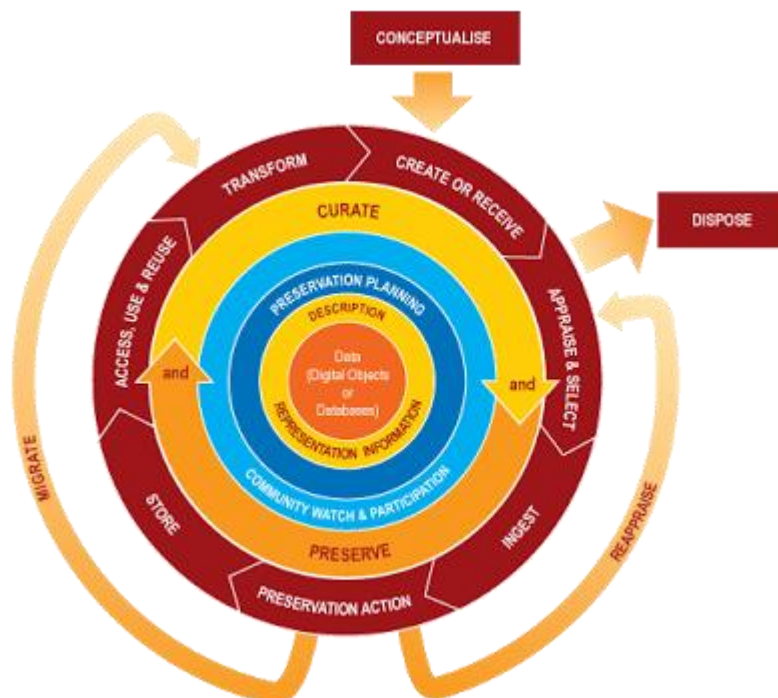 CONCEPTUALISE
CREATE OR RECEIVE
DISPOSE
APPRAISE & SELECT
INGEST
REAPPRAISE
PRESERVATION ACTION
STORE
MIGRATE
ACCESS, USE & REUSE
TRANSFORM
CURATE
and
PRESERVE
and
COMMUNITY WATCH & PARTICIPATION
PRESERVATION PLANNING
DESCRIPTION
REPRESENTATION INFORMATION
Data
(Digital Objects
or
Databases)